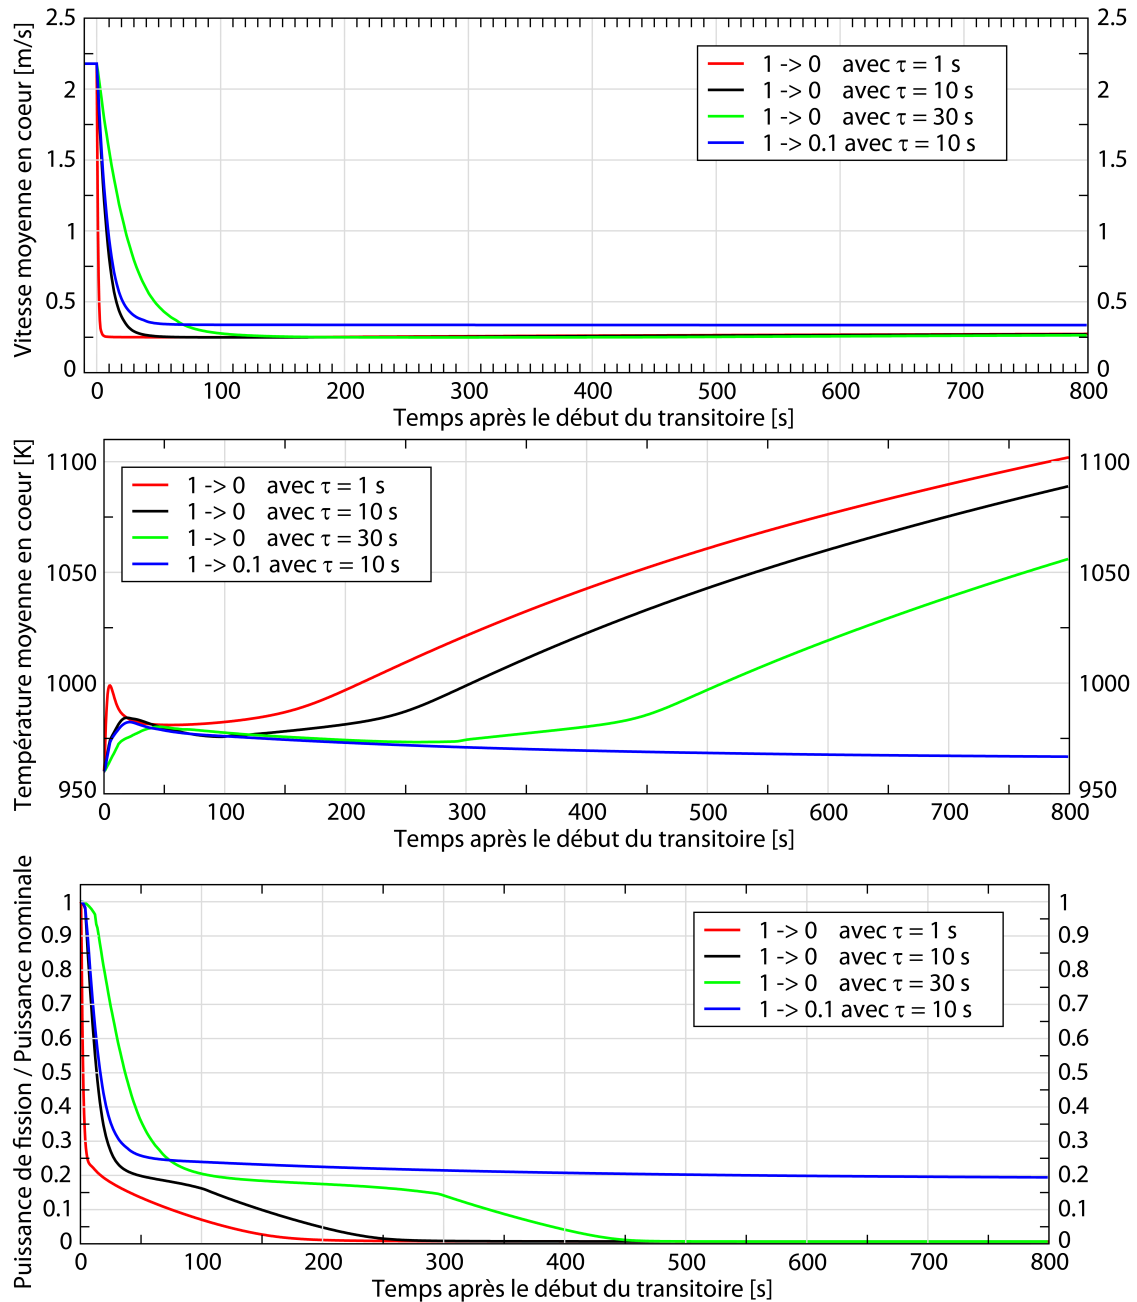 Vitesse moyenne en coeur [m/s]
2.5 2.5
2 2
1.5 1.5
1 1
0.5 0.5
0 0
1 -> 0 avec τ = 1 s
1 -> 0 avec τ = 10 s
1 -> 0 avec τ = 30 s
1 -> 0.1 avec τ = 10 s
0 100 200 300 400 500 600 700 800
Temps après le début du transitoire [s]
Température moyenne en coeur [K]
1100 1100
1050 1050
1000 1000
950 950
1 -> 0 avec τ = 1 s
1 -> 0 avec τ = 10 s
1 -> 0 avec τ = 30 s
1 -> 0.1 avec τ = 10 s
0 100 200 300 400 500 600 700 800
Temps après le début du transitoire [s]
Puissance de fission / Puissance nominale
1 1
0.9 0.9
0.8 0.8
0.7 0.7
0.6 0.6
0.5 0.5
0.4 0.4
0.3 0.3
0.2 0.2
0.1 0.1
0 0
1 -> 0 avec τ = 1 s
1 -> 0 avec τ = 10 s
1 -> 0 avec τ = 30 s
1 -> 0.1 avec τ = 10 s
0 100 200 300 400 500 600 700 800
Temps après le début du transitoire [s]